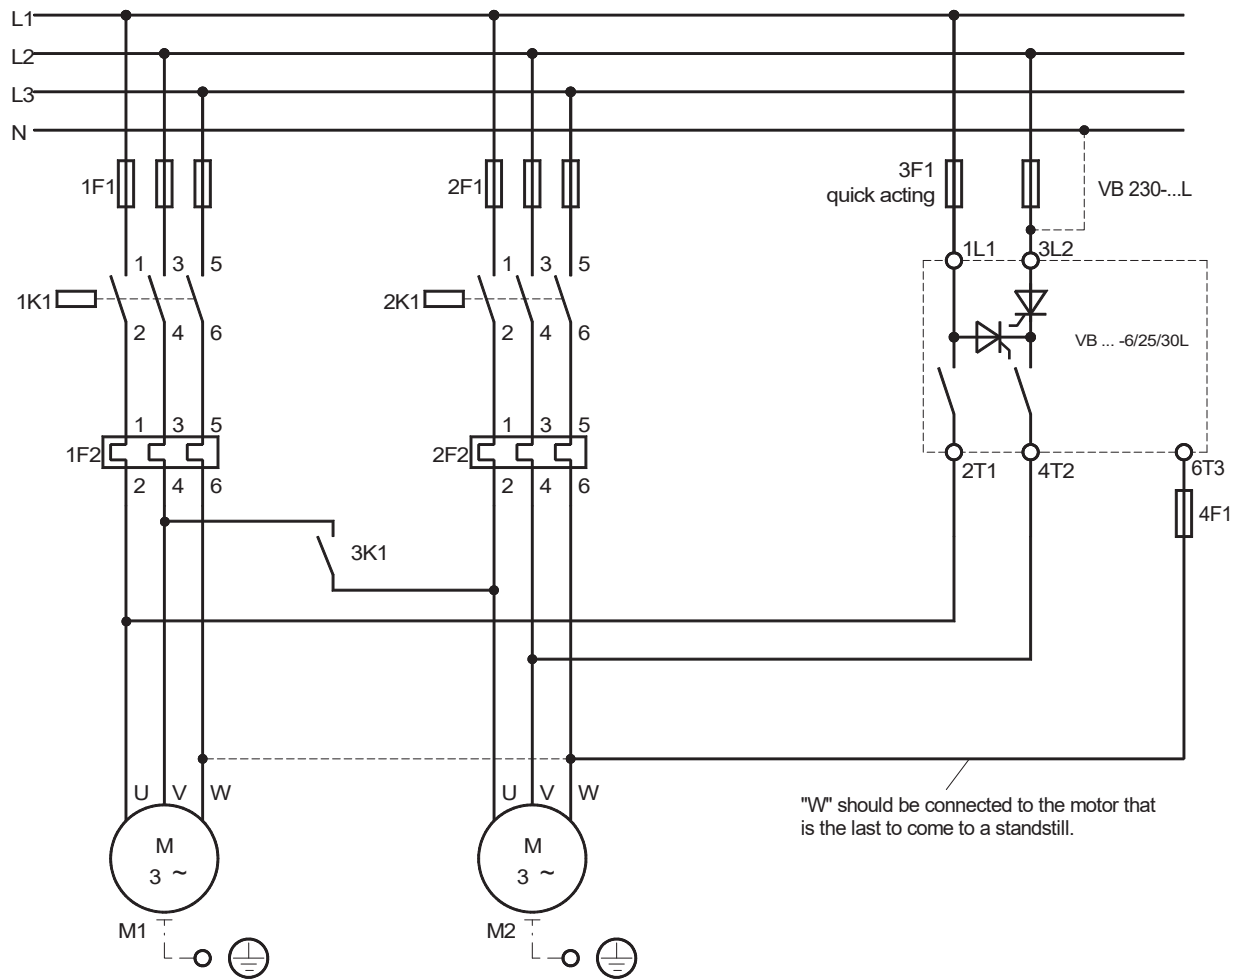 L1
L2
L3
N
1F1
2F1
3F1
quick acting
VB 230-...L
1 3 5
1 3 5
1L1 3L2
1K1
2K1
2 4 6
2 4 6
VB ... -6/25/30L
1 3 5
1 3 5
1F2
2F2
2T1 4T2 6T3
2 4 6
2 4 6
4F1
3K1
U V W
U V W
"W" should be connected to the motor that
is the last to come to a standstill.
M
3 ~
M
3 ~
M1
M2